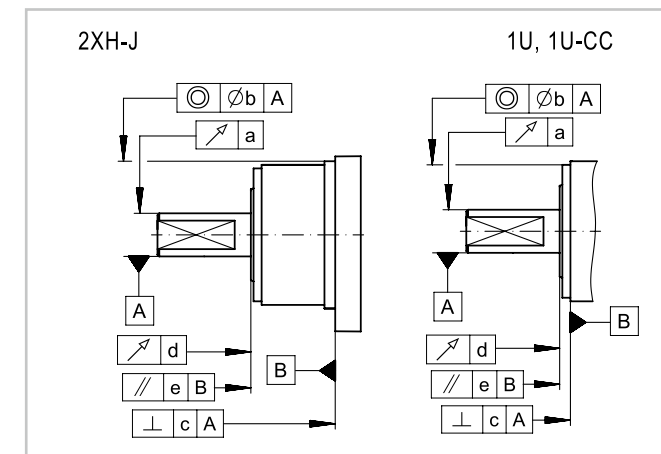 2XH-J
1U, 1U-CC
◎ Øb A
◎ Øb A
↗ a
↗ a
A
A
B
↗ d
↗ d
B
// e B
// e B
⊥ c A
⊥ c A